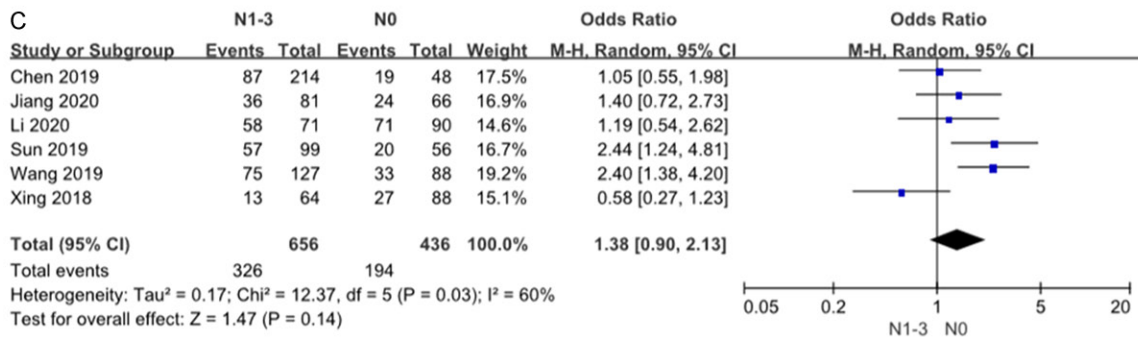 C N1-3 N0 Odds Ratio Odds Ratio
Study or Subgroup Events Total Events Total Weight M-H, Random, 95% CI M-H, Random, 95% CI
Chen 2019 87 214 19 48 17.5% 1.05 [0.55, 1.98]
Jiang 2020 36 81 24 66 16.9% 1.40 [0.72, 2.73]
Li 2020 58 71 71 90 14.6% 1.19 [0.54, 2.62]
Sun 2019 57 99 20 56 16.7% 2.44 [1.24, 4.81]
Wang 2019 75 127 33 88 19.2% 2.40 [1.38, 4.20]
Xing 2018 13 64 27 88 15.1% 0.58 [0.27, 1.23]
Total (95% CI) 656 436 100.0% 1.38 [0.90, 2.13]
Total events 326 194
Heterogeneity: Tau² = 0.17; Chi² = 12.37, df = 5 (P = 0.03); I² = 60%
Test for overall effect: Z = 1.47 (P = 0.14)
0.05 0.2 1 5 20
N1-3 N0